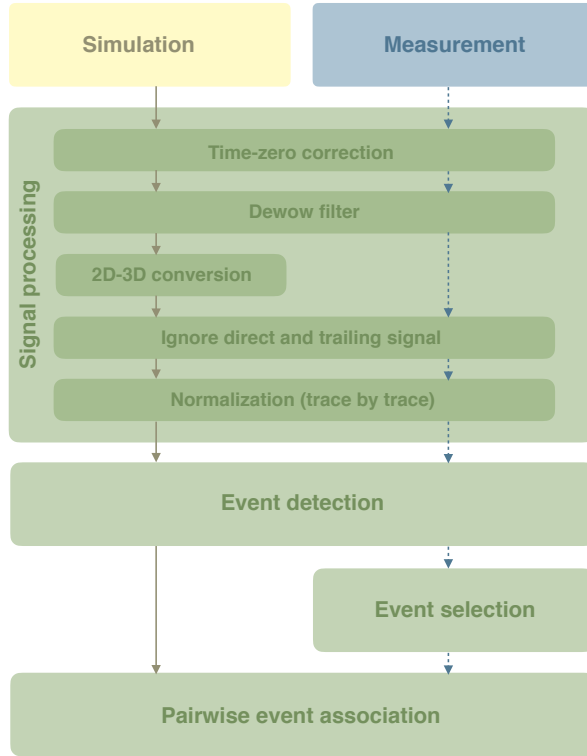 Simulation
Measurement
Signal processing
Time-zero correction
Dewow filter
2D-3D conversion
Ignore direct and trailing signal
Normalization (trace by trace)
Event detection
Event selection
Pairwise event association